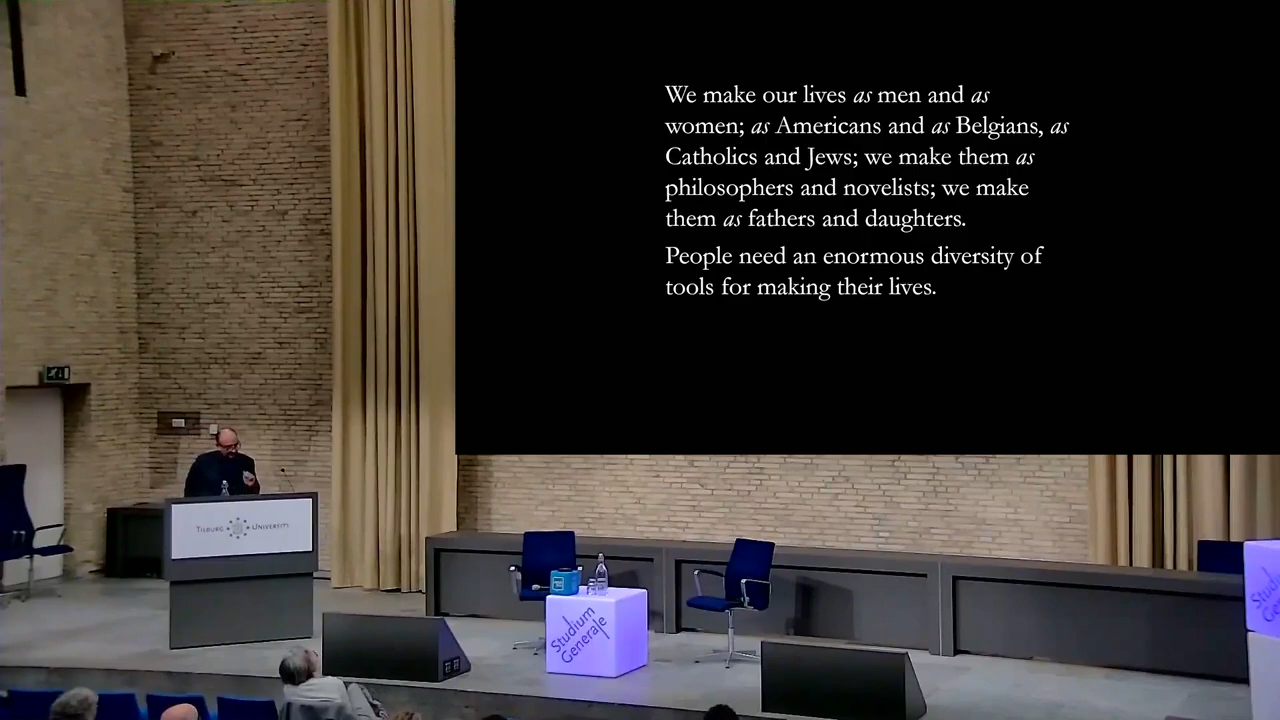 We make our lives as men and as
women; as Americans and as Belgians, as
Catholics and Jews; we make them as
philosophers and novelists; we make
them as fathers and daughters.
People need an enormous diversity of
tools for making their lives.
TILBURG UNIVERSITY
Studium
Generale